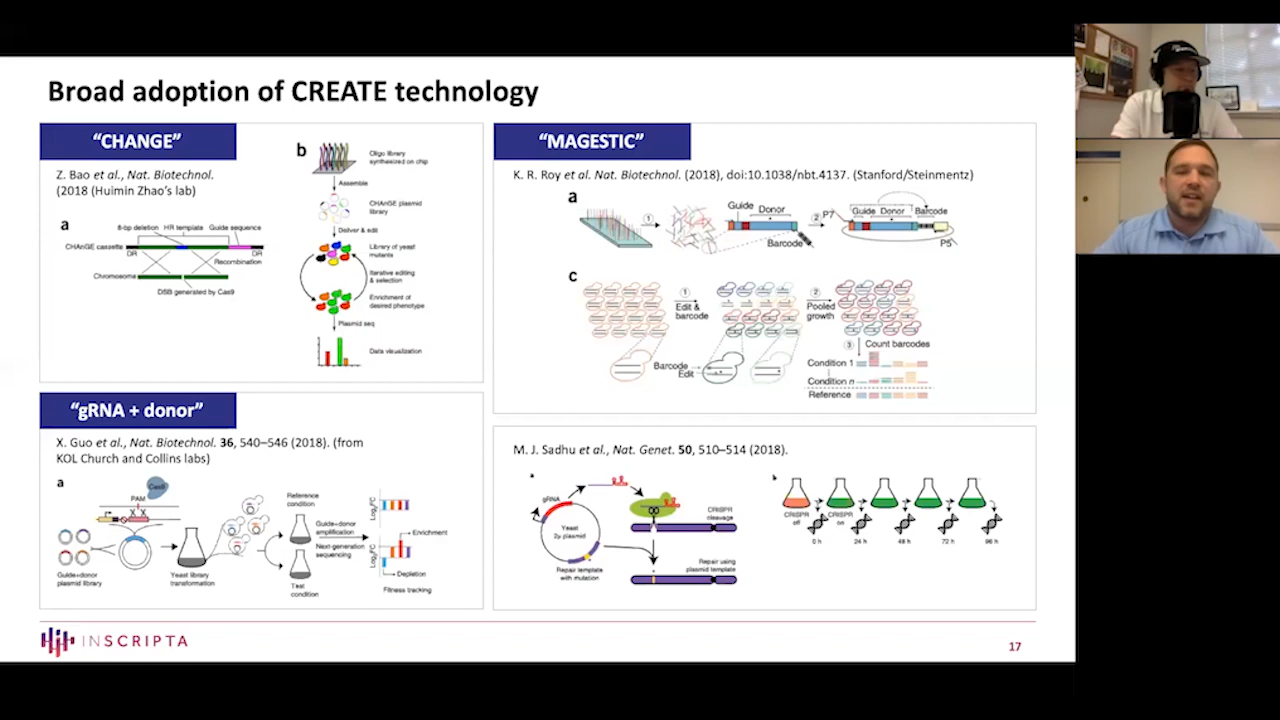 Broad adoption of CREATE technology
“CHANGE”
Z. Bao et al., Nat. Biotechnol.
(2018 (Huimin Zhao’s lab)
a
8-bp deletion HR template Guide sequence
CHAnGE cassette
DR
DR
Recombination
Chromosome
DSB generated by Cas9
b
Oligo library
synthesized on chip
Assemble
CHAnGE plasmid
library
Deliver & edit
Library of yeast
mutants
Iterative editing
& selection
Enrichment of
desired phenotype
Plasmid seq
Data visualization
“MAGESTIC”
K. R. Roy et al. Nat Biotechnol. (2018), doi:10.1038/nbt.4137. (Stanford/Steinmentz)
a
1
Guide
Donor
Barcode
2
P7
Guide Donor Barcode
P5
c
1
Edit &
barcode
2
Pooled
growth
3
Count barcodes
Barcode
Edit
Condition 1
Condition n
Reference
“gRNA + donor”
X. Guo et al., Nat. Biotechnol. 36, 540–546 (2018). (from
KOL Church and Collins labs)
a
Cas9
PAM
Guide+donor
plasmid library
Yeast library
transformation
Reference
condition
Test
condition
Guide+donor
amplification
Next-generation
sequencing
Log2FC
Log2FC
Enrichment
Depletion
Fitness tracking
M. J. Sadhu et al., Nat. Genet. 50, 510–514 (2018).
a
gRNA
Yeast
2μ plasmid
Repair template
with mutation
CRISPR
cleavage
Repair using
plasmid template
b
CRISPR
off
CRISPR
on
0 h
24 h
48 h
72 h
96 h
INSCRIPTA
17